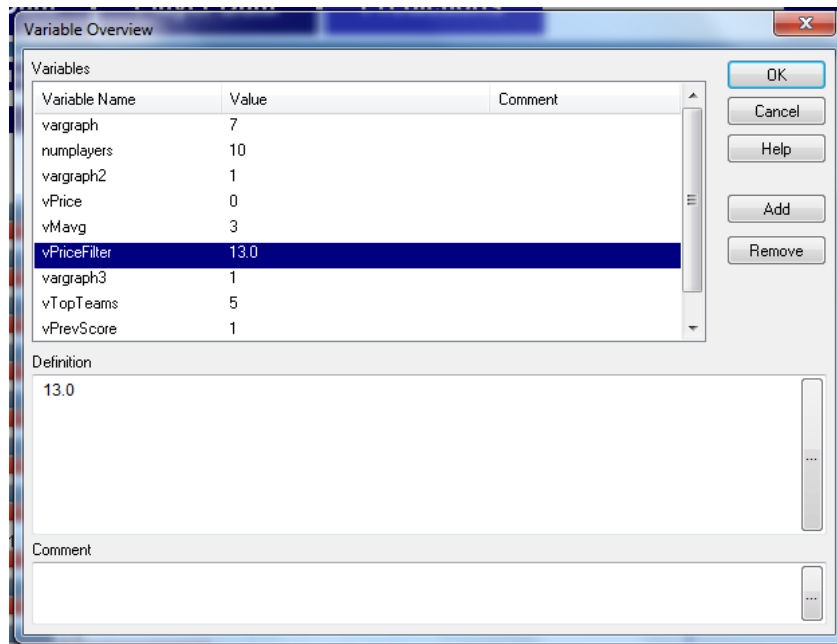 Variable Overview
Variables
OK
Variable Name Value Comment
Cancel
vargraph 7
numplayers 10
Help
vargraph2 1
vPrice 0
Add
vMavg 3
vPriceFilter 13.0
Remove
vargraph3 1
vTopTeams 5
vPrevScore 1
Definition
13.0
...
Comment
...